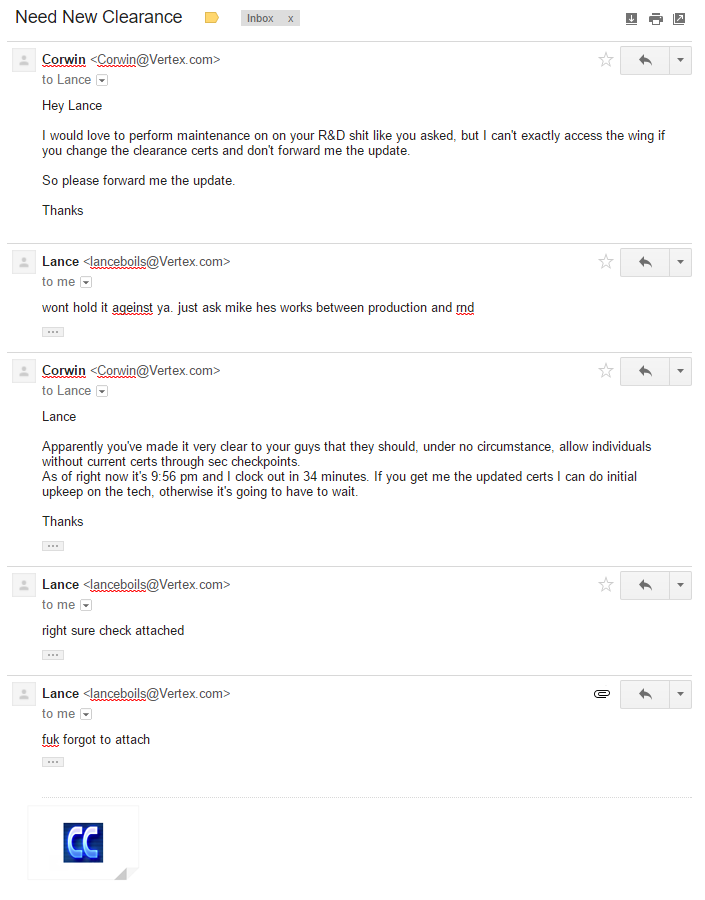 Need New Clearance
Inbox x
Corwin <Corwin@Vertex.com>
to Lance
Hey Lance
I would love to perform maintenance on on your R&D shit like you asked, but I can't exactly access the wing if
you change the clearance certs and don't forward me the update.
So please forward me the update.
Thanks
Lance <lanceboils@Vertex.com>
to me
wont hold it ageinst ya. just ask mike hes works between production and rnd
Corwin <Corwin@Vertex.com>
to Lance
Lance
Apparently you've made it very clear to your guys that they should, under no circumstance, allow individuals
without current certs through sec checkpoints.
As of right now it's 9:56 pm and I clock out in 34 minutes. If you get me the updated certs I can do initial
upkeep on the tech, otherwise it's going to have to wait.
Thanks
Lance <lanceboils@Vertex.com>
to me
right sure check attached
Lance <lanceboils@Vertex.com>
to me
fuk forgot to attach
CC